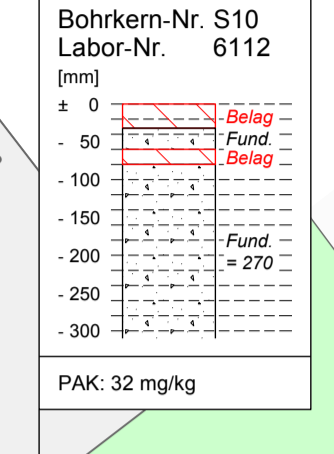 Bohrkern-Nr. S10
Labor-Nr. 6112
[mm]
± 0
Belag
- 50
Fund.
Belag
- 100
- 150
- 200
Fund.
= 270
- 250
- 300
PAK: 32 mg/kg